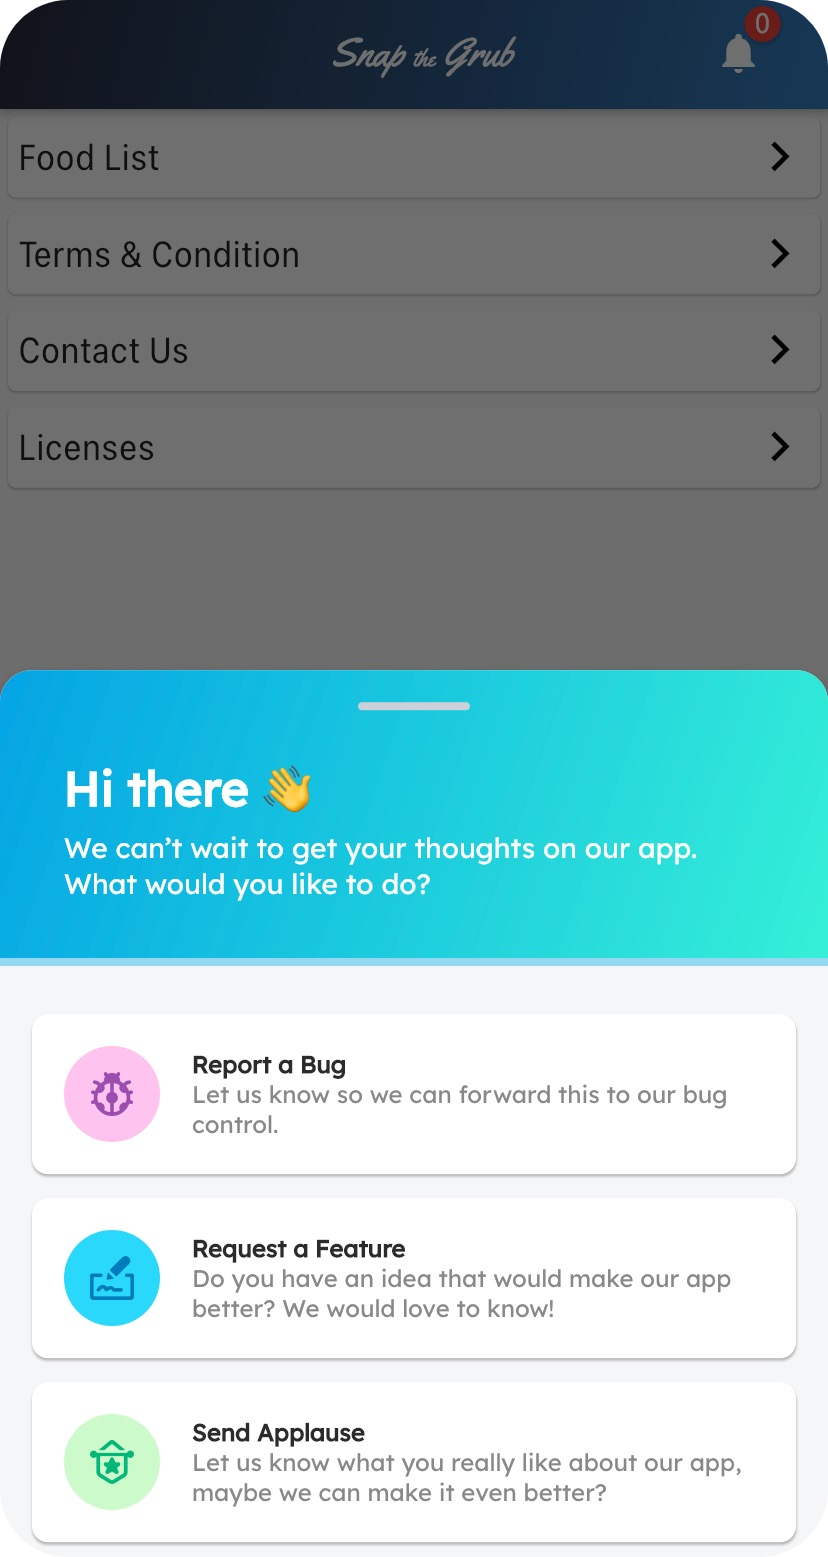 Snap the Grub
0
Food List
Terms & Condition
Contact Us
Licenses
Hi there 👋
We can’t wait to get your thoughts on our app.
What would you like to do?
Report a Bug
Let us know so we can forward this to our bug
control.
Request a Feature
Do you have an idea that would make our app
better? We would love to know!
Send Applause
Let us know what you really like about our app,
maybe we can make it even better?